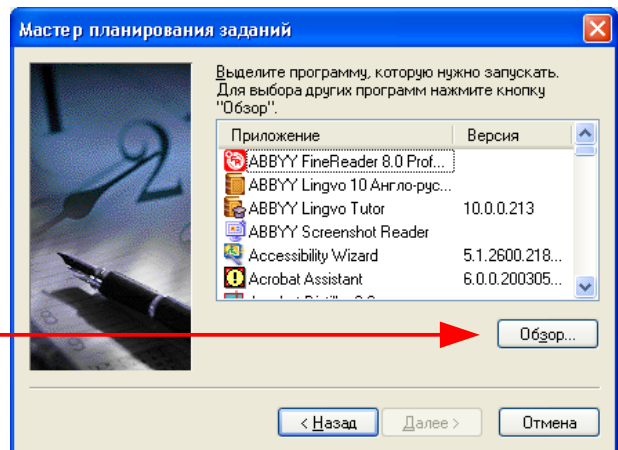 Мастер планирования заданий
Выделите программу, которую нужно запускать.
Для выбора других программ нажмите кнопку
"Обзор".
Приложение Версия
ABBYY FineReader 8.0 Prof...
ABBYY Lingvo 10 Англо-рус...
ABBYY Lingvo Tutor 10.0.0.213
ABBYY Screenshot Reader
Accessibility Wizard 5.1.2600.218...
Acrobat Assistant 6.0.0.200305...
Обзор...
< Назад Далее > Отмена